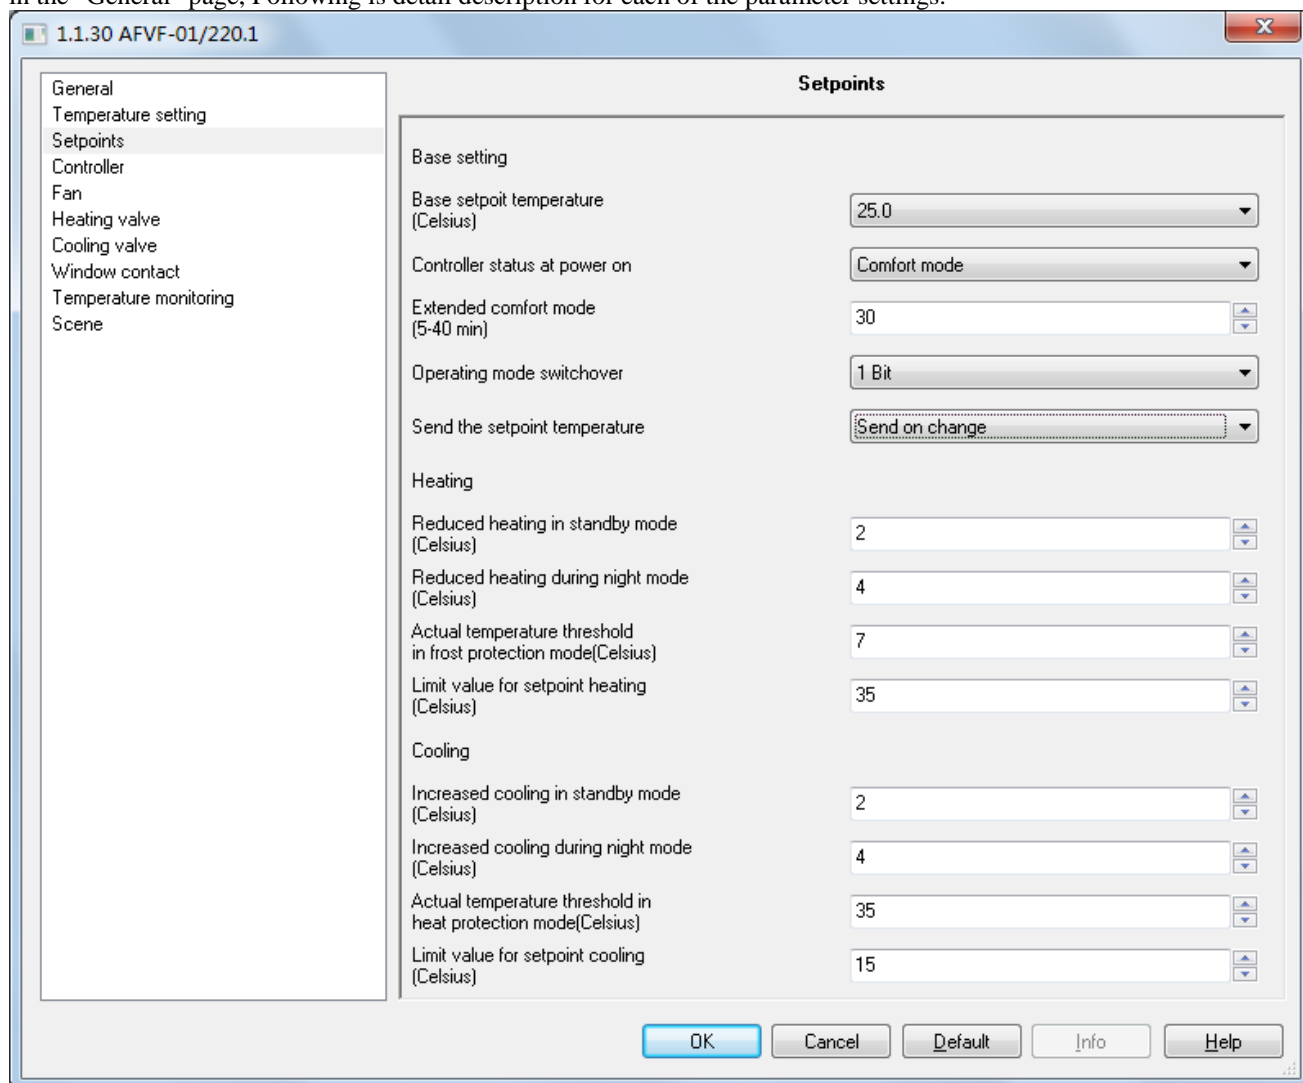 in the "General" page, Following is detail description for each of the parameter settings.
1.1.30 AFVF-01/220.1
General
Temperature setting
Setpoints
Controller
Fan
Heating valve
Cooling valve
Window contact
Temperature monitoring
Scene
Setpoints
Base setting
Base setpoit temperature
(Celsius)
25.0
Controller status at power on
Comfort mode
Extended comfort mode
(5-40 min)
30
Operating mode switchover
1 Bit
Send the setpoint temperature
Send on change
Heating
Reduced heating in standby mode
(Celsius)
2
Reduced heating during night mode
(Celsius)
4
Actual temperature threshold
in frost protection mode(Celsius)
7
Limit value for setpoint heating
(Celsius)
35
Cooling
Increased cooling in standby mode
(Celsius)
2
Increased cooling during night mode
(Celsius)
4
Actual temperature threshold in
heat protection mode(Celsius)
35
Limit value for setpoint cooling
(Celsius)
15
OK
Cancel
Default
Info
Help